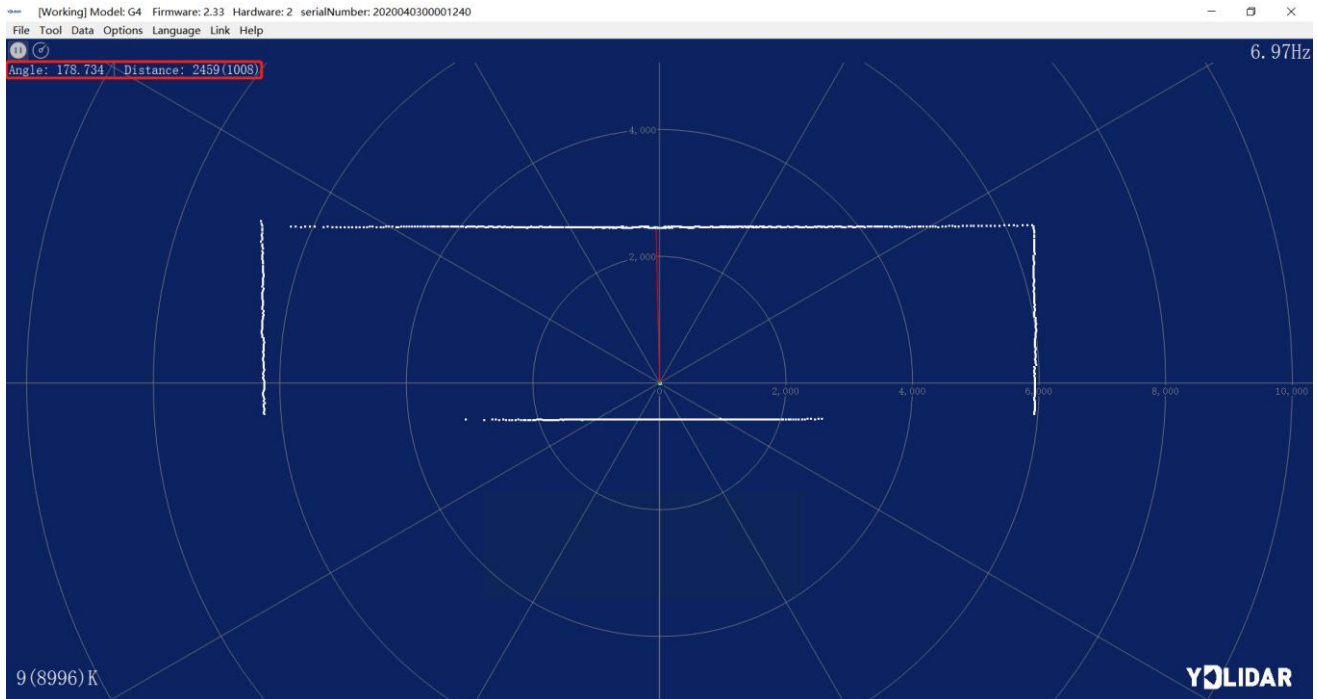 [Working] Model: G4 Firmware: 2.33 Hardware: 2 serialNumber: 2020040300001240
File Tool Data Options Language Link Help
6.97Hz
Angle: 178.734 | Distance: 2459(1008)
4,000
2,000
0 2,000 4,000 6,000 8,000 10,000
9(8996)K
YDLIDAR